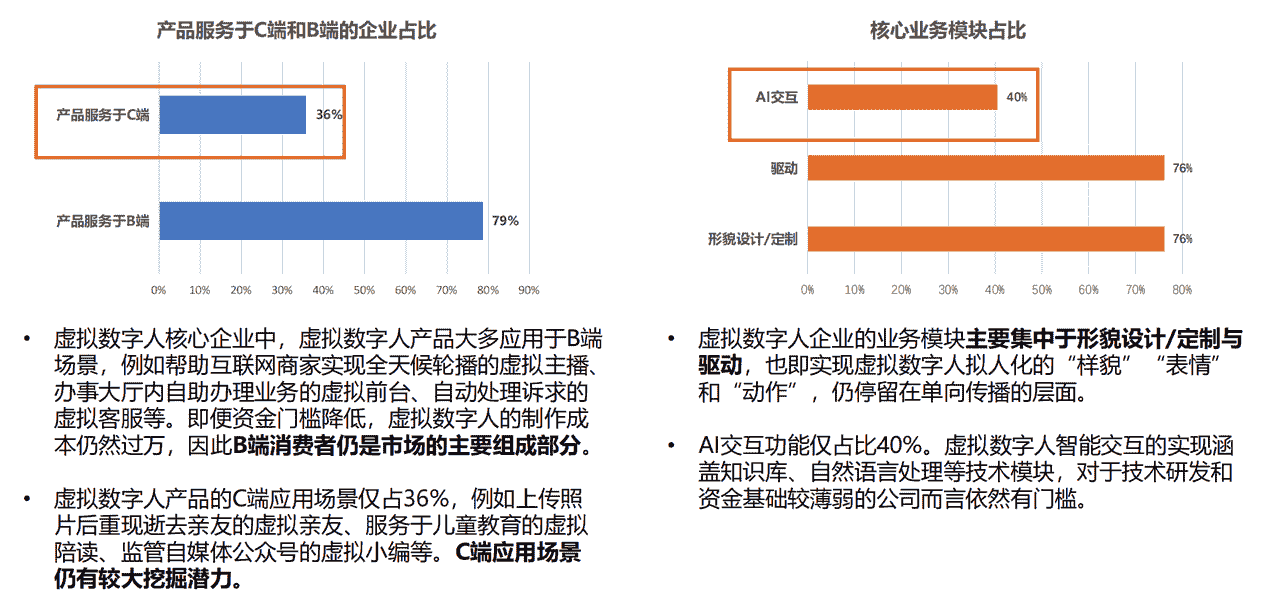 产品服务于C端和B端的企业占比
产品服务于C端
36%
产品服务于B端
79%
0% 10% 20% 30% 40% 50% 60% 70% 80% 90%
• 虚拟数字人核心企业中，虚拟数字人产品大多应用于B端
场景，例如帮助互联网商家实现全天候轮播的虚拟主播、
办事大厅内自助办理业务的虚拟前台、自动处理诉求的
虚拟客服等。即便资金门槛降低，虚拟数字人的制作成
本仍然过万，因此B端消费者仍是市场的主要组成部分。
• 虚拟数字人产品的C端应用场景仅占36%，例如上传照
片后重现逝去亲友的虚拟亲友、服务于儿童教育的虚拟
陪读、监管自媒体公众号的虚拟小编等。C端应用场景
仍有较大挖掘潜力。
核心业务模块占比
AI交互
40%
驱动
76%
形貌设计/定制
76%
0% 10% 20% 30% 40% 50% 60% 70% 80%
• 虚拟数字人企业的业务模块主要集中于形貌设计/定制与
驱动，也即实现虚拟数字人拟人化的“样貌”“表情”
和“动作”，仍停留在单向传播的层面。
• AI交互功能仅占比40%。虚拟数字人智能交互的实现涵
盖知识库、自然语言处理等技术模块，对于技术研发和
资金基础较薄弱的公司而言依然有门槛。